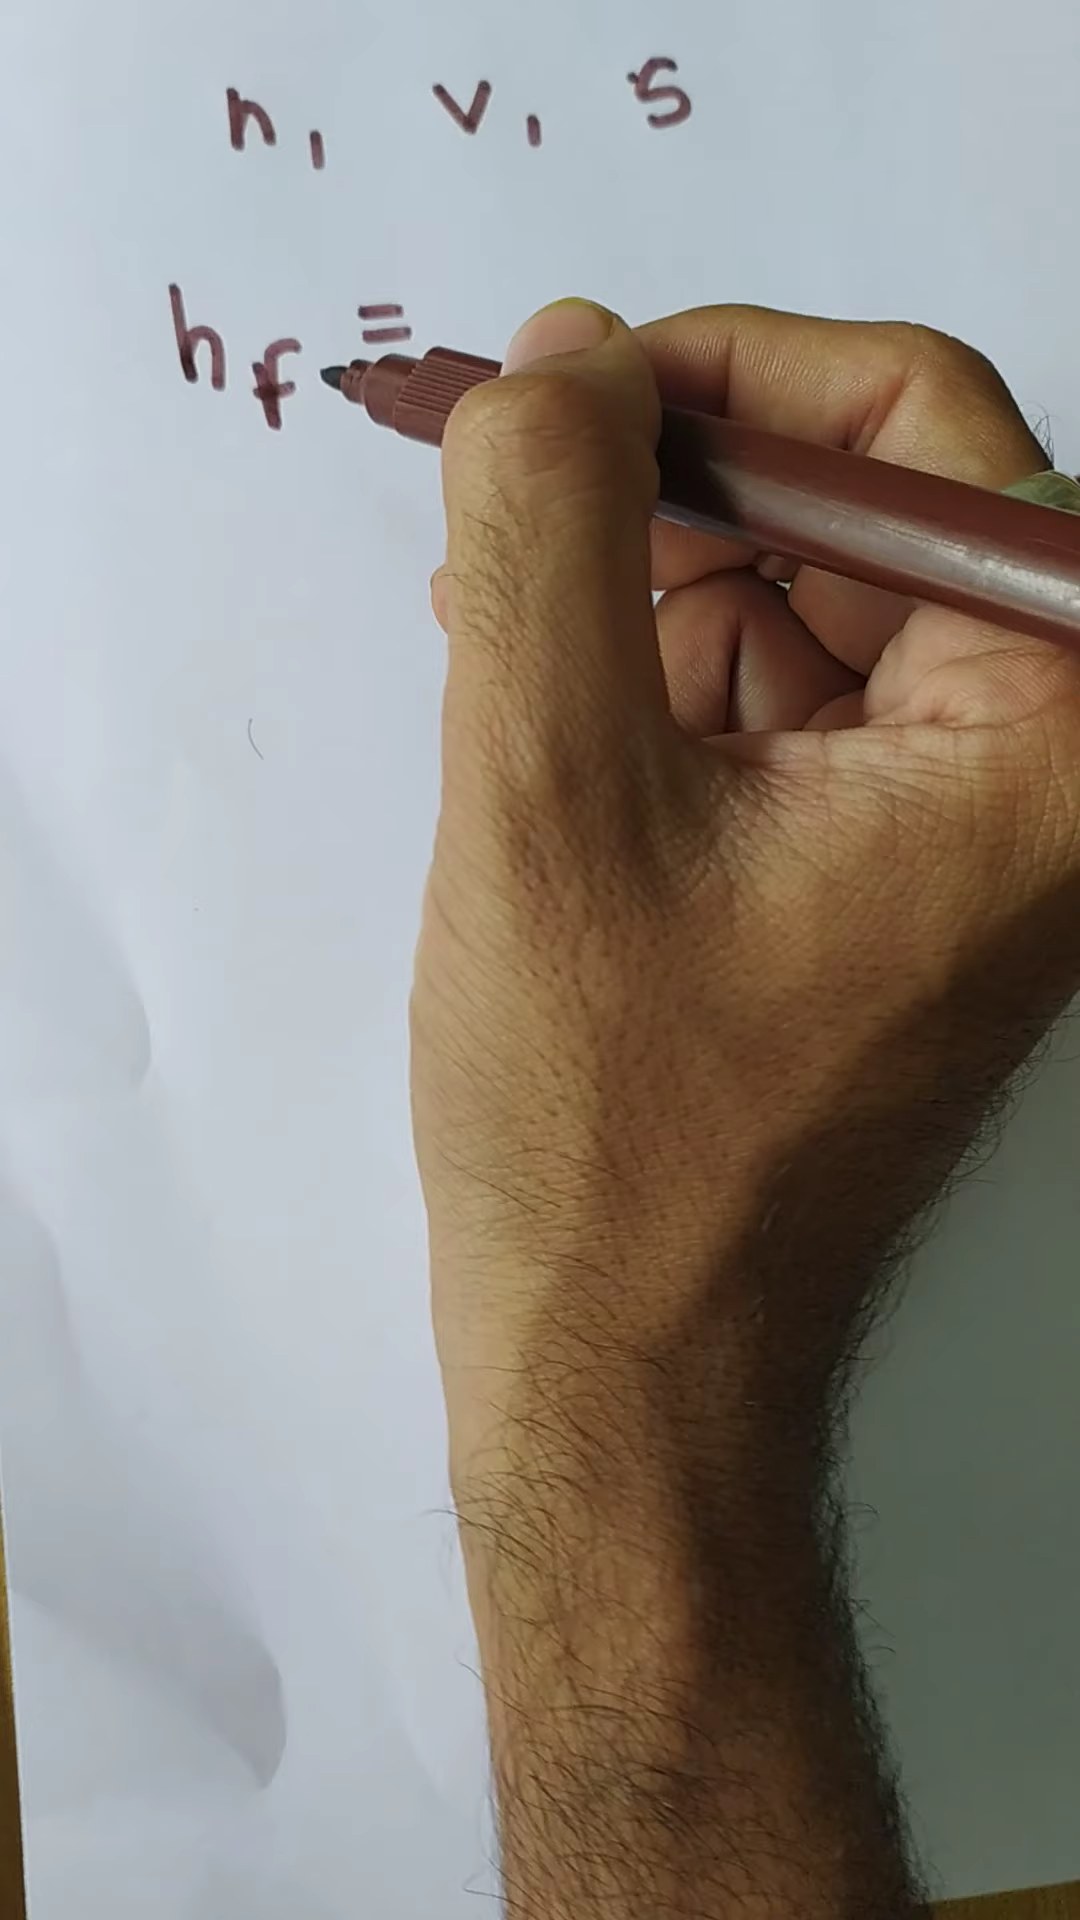 h, v, s
hf =